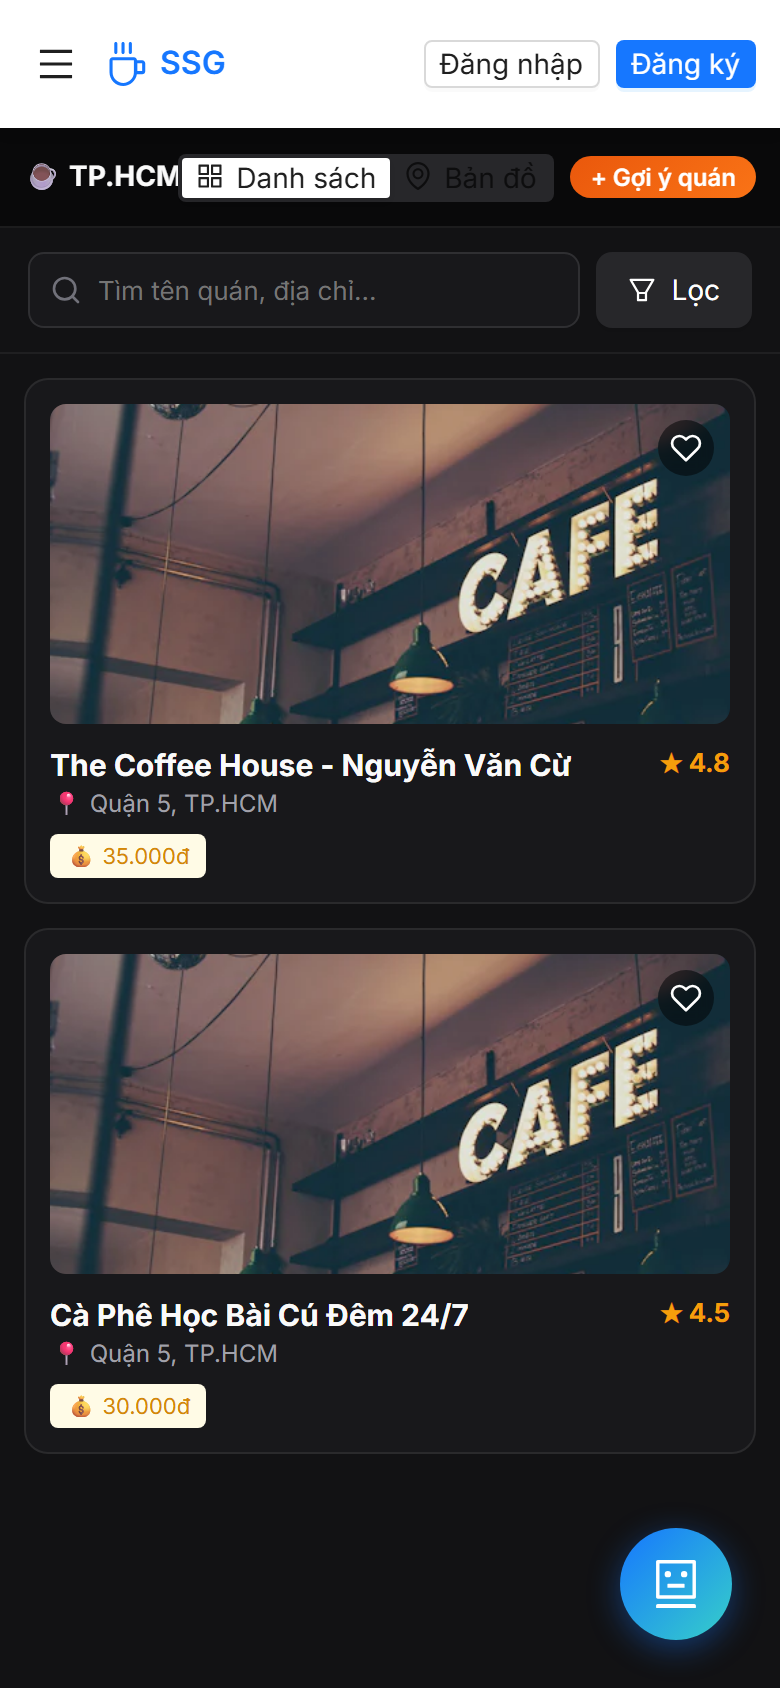 SSG
Đăng nhập
Đăng ký
TP.HCM
Danh sách
Bản đồ
+ Gợi ý quán
Tìm tên quán, địa chỉ...
Lọc
CAFE
The Coffee House - Nguyễn Văn Cừ
★ 4.8
Quận 5, TP.HCM
35.000đ
CAFE
Cà Phê Học Bài Cú Đêm 24/7
★ 4.5
Quận 5, TP.HCM
30.000đ